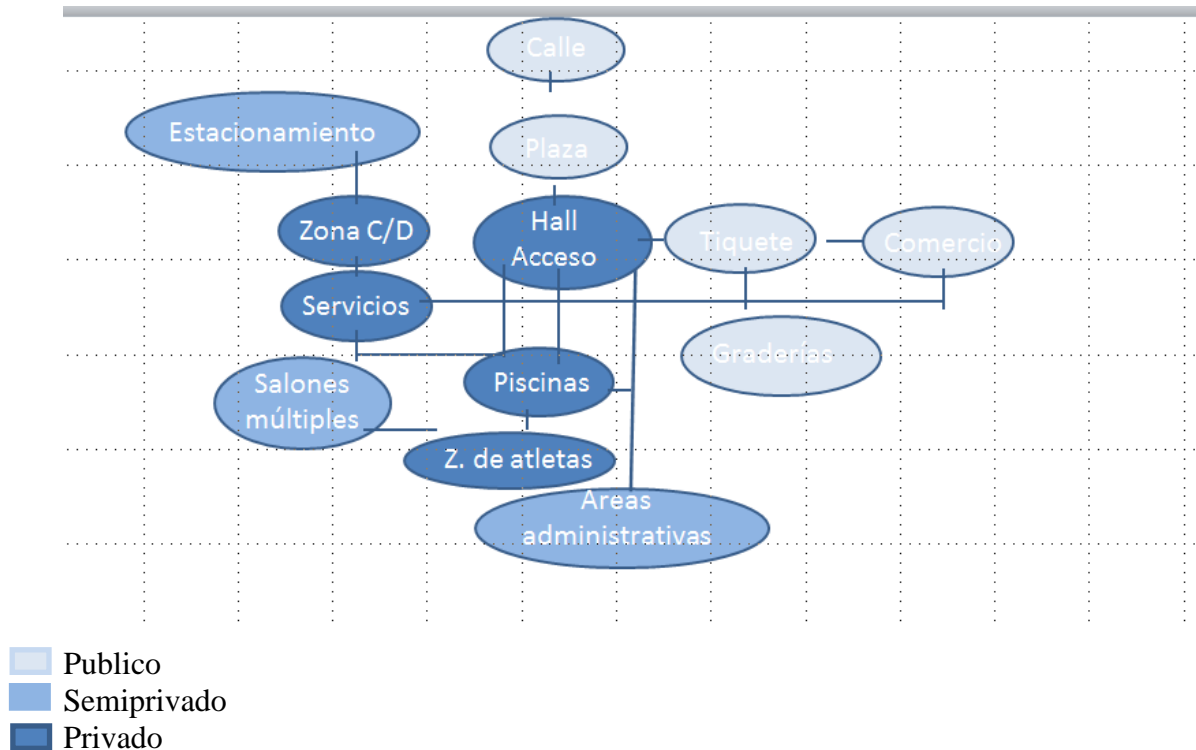 Calle
Estacionamiento
Plaza
Zona C/D
Hall
Acceso
Tiquete
Comercio
Servicios
Graderías
Salones
múltiples
Piscinas
Z. de atletas
Areas
administrativas
Publico
Semiprivado
Privado